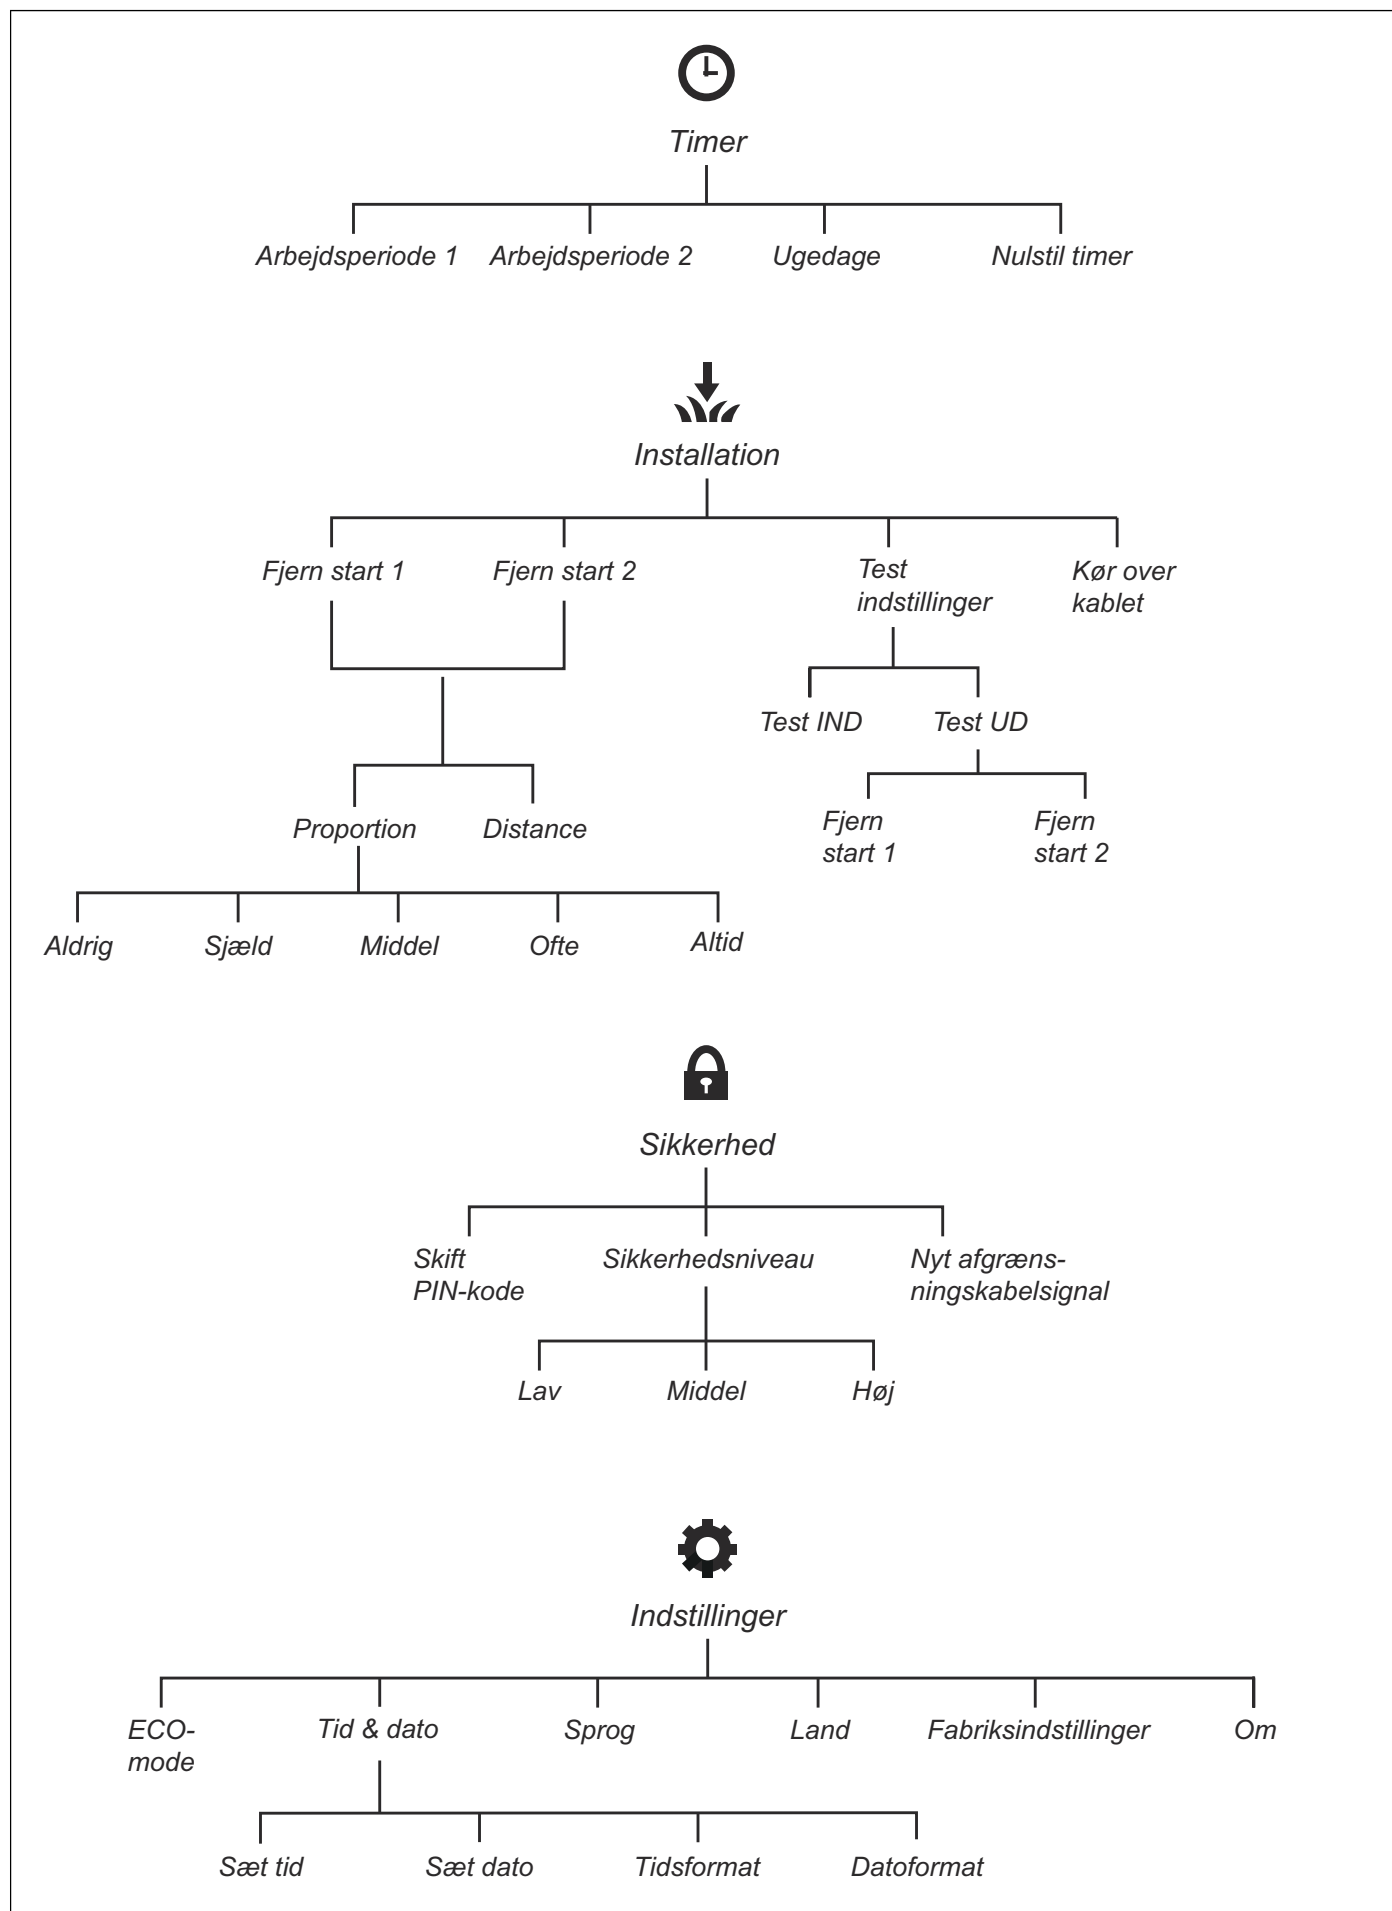 Timer
Arbejdsperiode 1
Arbejdsperiode 2
Ugedage
Nulstil timer
Installation
Fjern start 1
Fjern start 2
Test
indstillinger
Kør over
kablet
Test IND
Test UD
Proportion
Distance
Fjern
start 1
Fjern
start 2
Aldrig
Sjæld
Middel
Ofte
Altid
Sikkerhed
Skift
PIN-kode
Sikkerhedsniveau
Nyt afgræns-
ningskabelsignal
Lav
Middel
Høj
Indstillinger
ECO-
mode
Tid & dato
Sprog
Land
Fabriksindstillinger
Om
Sæt tid
Sæt dato
Tidsformat
Datoformat